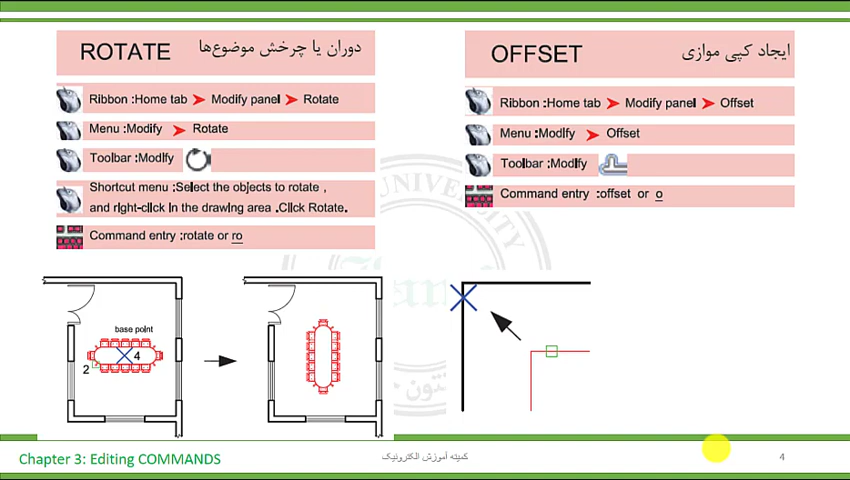 ROTATE دوران یا چرخش موضوع‌ها
Ribbon :Home tab ➤ Modify panel ➤ Rotate
Menu :Modify ➤ Rotate
Toolbar :Modify
Shortcut menu :Select the objects to rotate ,
and right-click in the drawing area .Click Rotate.
Command entry :rotate or ro
base point
4
2
OFFSET ایجاد کپی موازی
Ribbon :Home tab ➤ Modify panel ➤ Offset
Menu :Modify ➤ Offset
Toolbar :Modify
Command entry :offset or o
UNIVERSITY
Chapter 3: Editing COMMANDS
کمیته آموزش الکترونیک
4